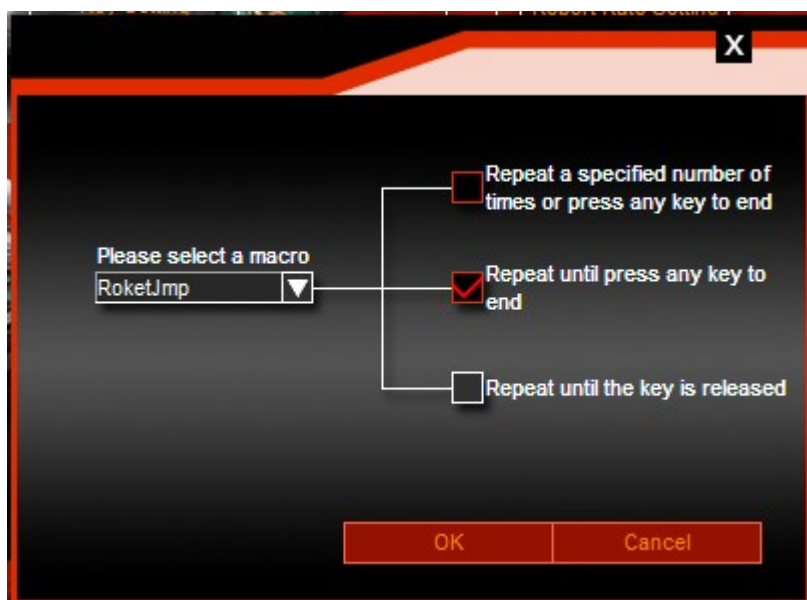 X
Repeat a specified number of
times or press any key to end
Please select a macro
RoketJmp
Repeat until press any key to
end
Repeat until the key is released
OK
Cancel